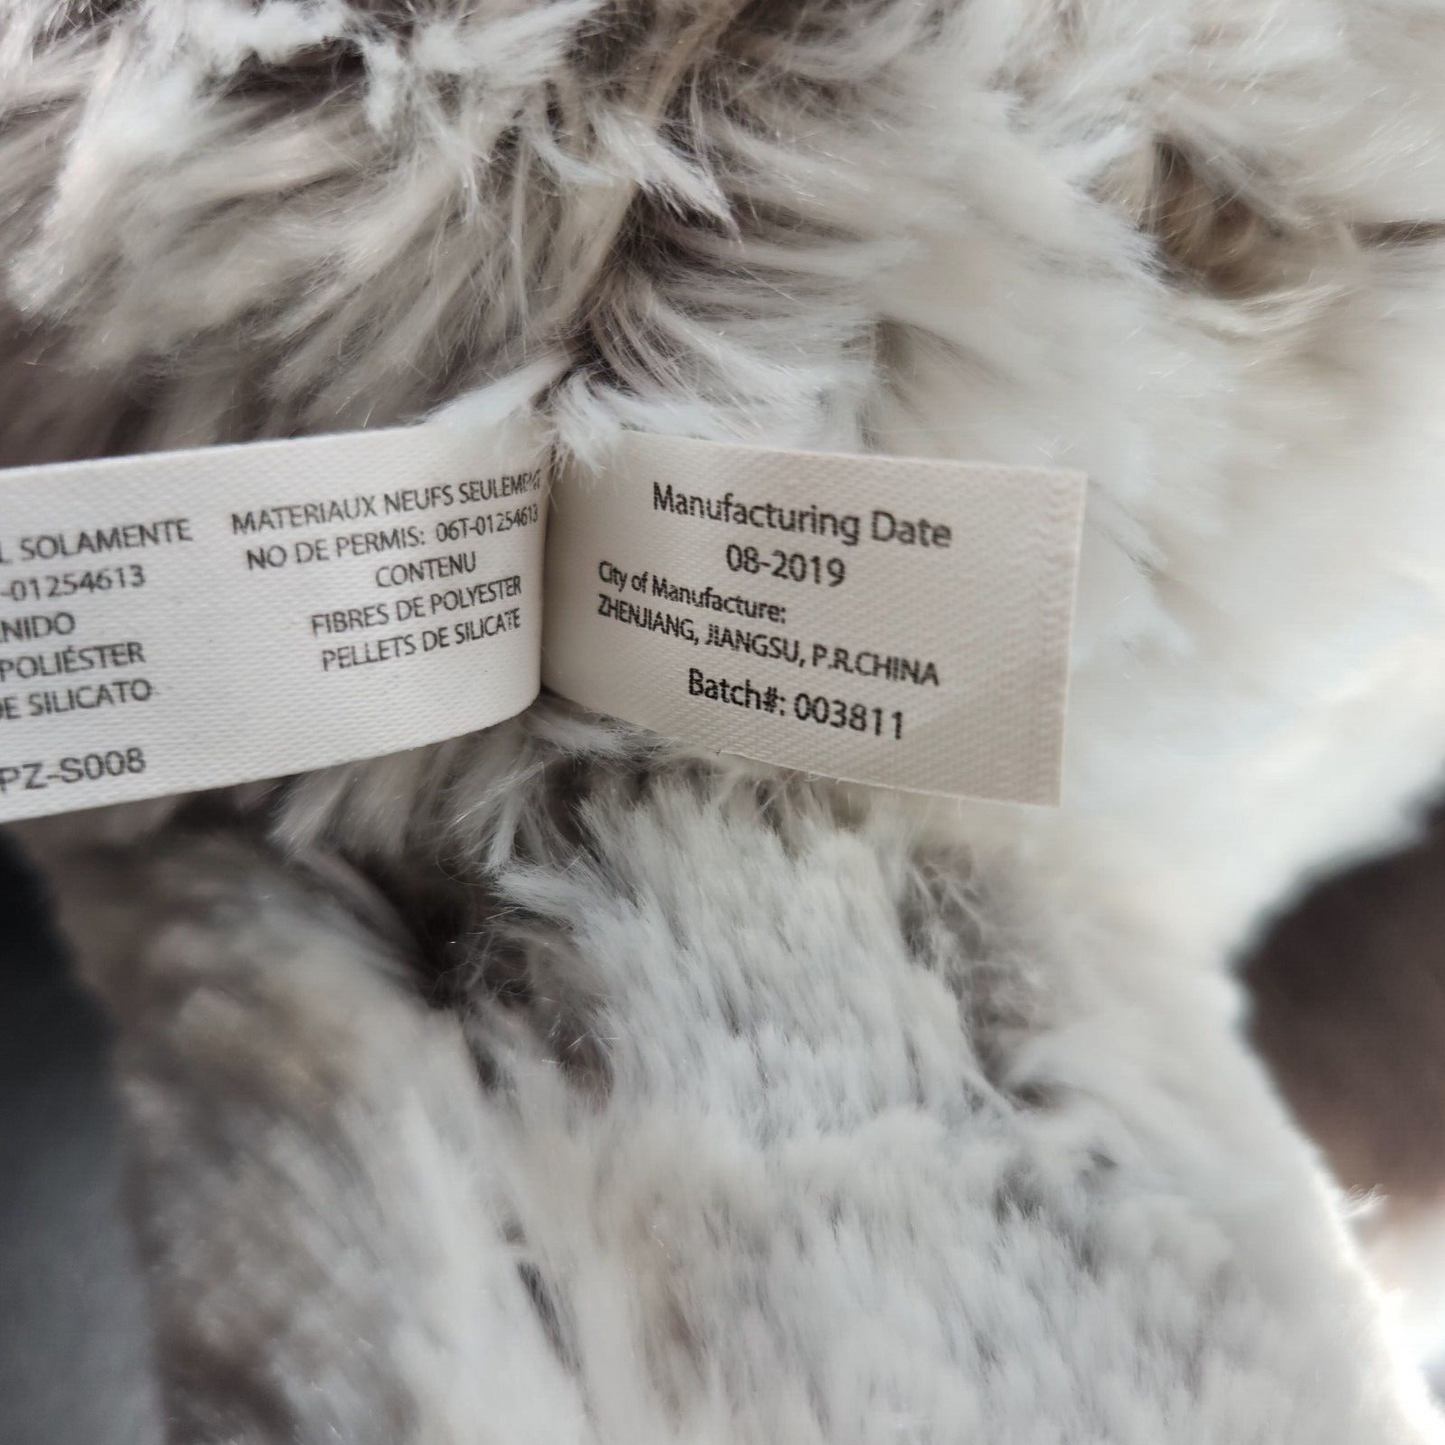 L SOLAMENTE
-01254613
NIDO
POLIÉSTER
DE SILICATO
PZ-S008
MATERIAUX NEUFS SEULEMENT
NO DE PERMIS: 06T-01254613
CONTENU
FIBRES DE POLYESTER
PELLETS DE SILICATE
Manufacturing Date
08-2019
City of Manufacture:
ZHENJIANG, JIANGSU, P.R.CHINA
Batch#: 003811